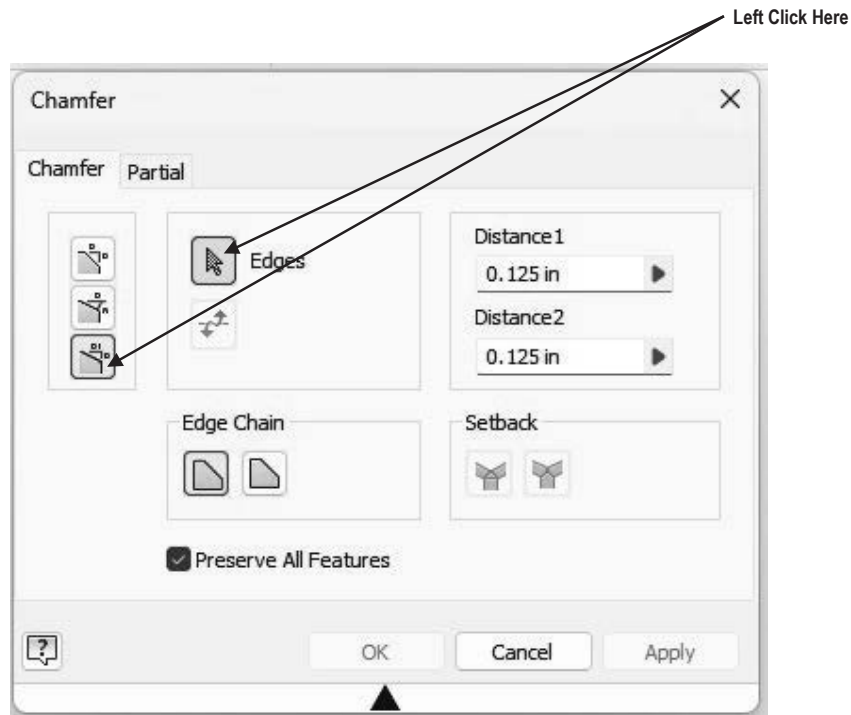 Left Click Here
Chamfer
Chamfer Partial
Edges
Distance1
0.125 in
Distance2
0.125 in
Edge Chain
Setback
Preserve All Features
?
OK Cancel Apply